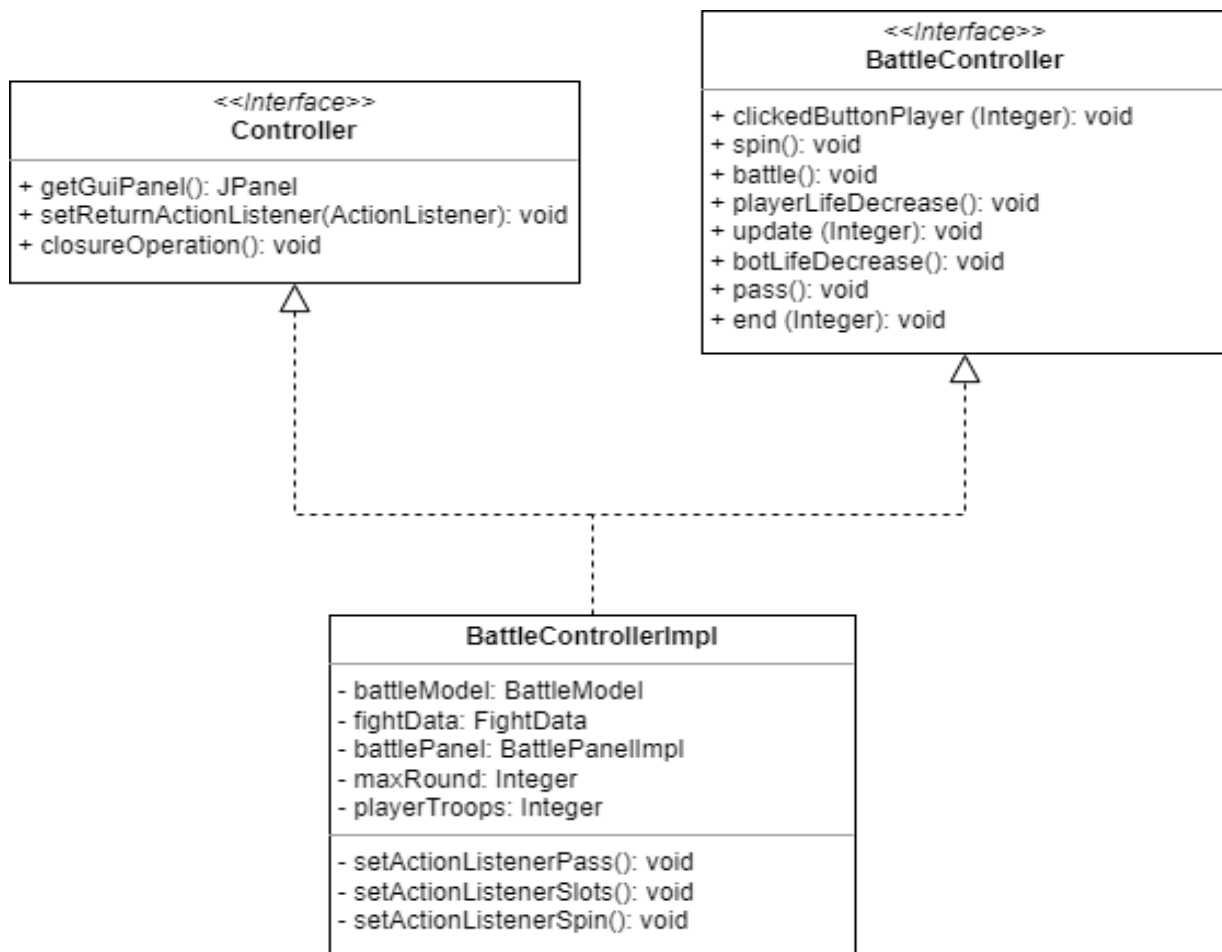 <<Interface>>
Controller
+ getGuiPanel(): JPanel
+ setReturnActionListener(ActionListener): void
+ closureOperation(): void
<<Interface>>
BattleController
+ clickedButtonPlayer (Integer): void
+ spin(): void
+ battle(): void
+ playerLifeDecrease(): void
+ update (Integer): void
+ botLifeDecrease(): void
+ pass(): void
+ end (Integer): void
BattleControllerImpl
- battleModel: BattleModel
- fightData: FightData
- battlePanel: BattlePanelImpl
- maxRound: Integer
- playerTroops: Integer
- setActionListenerPass(): void
- setActionListenerSlots(): void
- setActionListenerSpin(): void